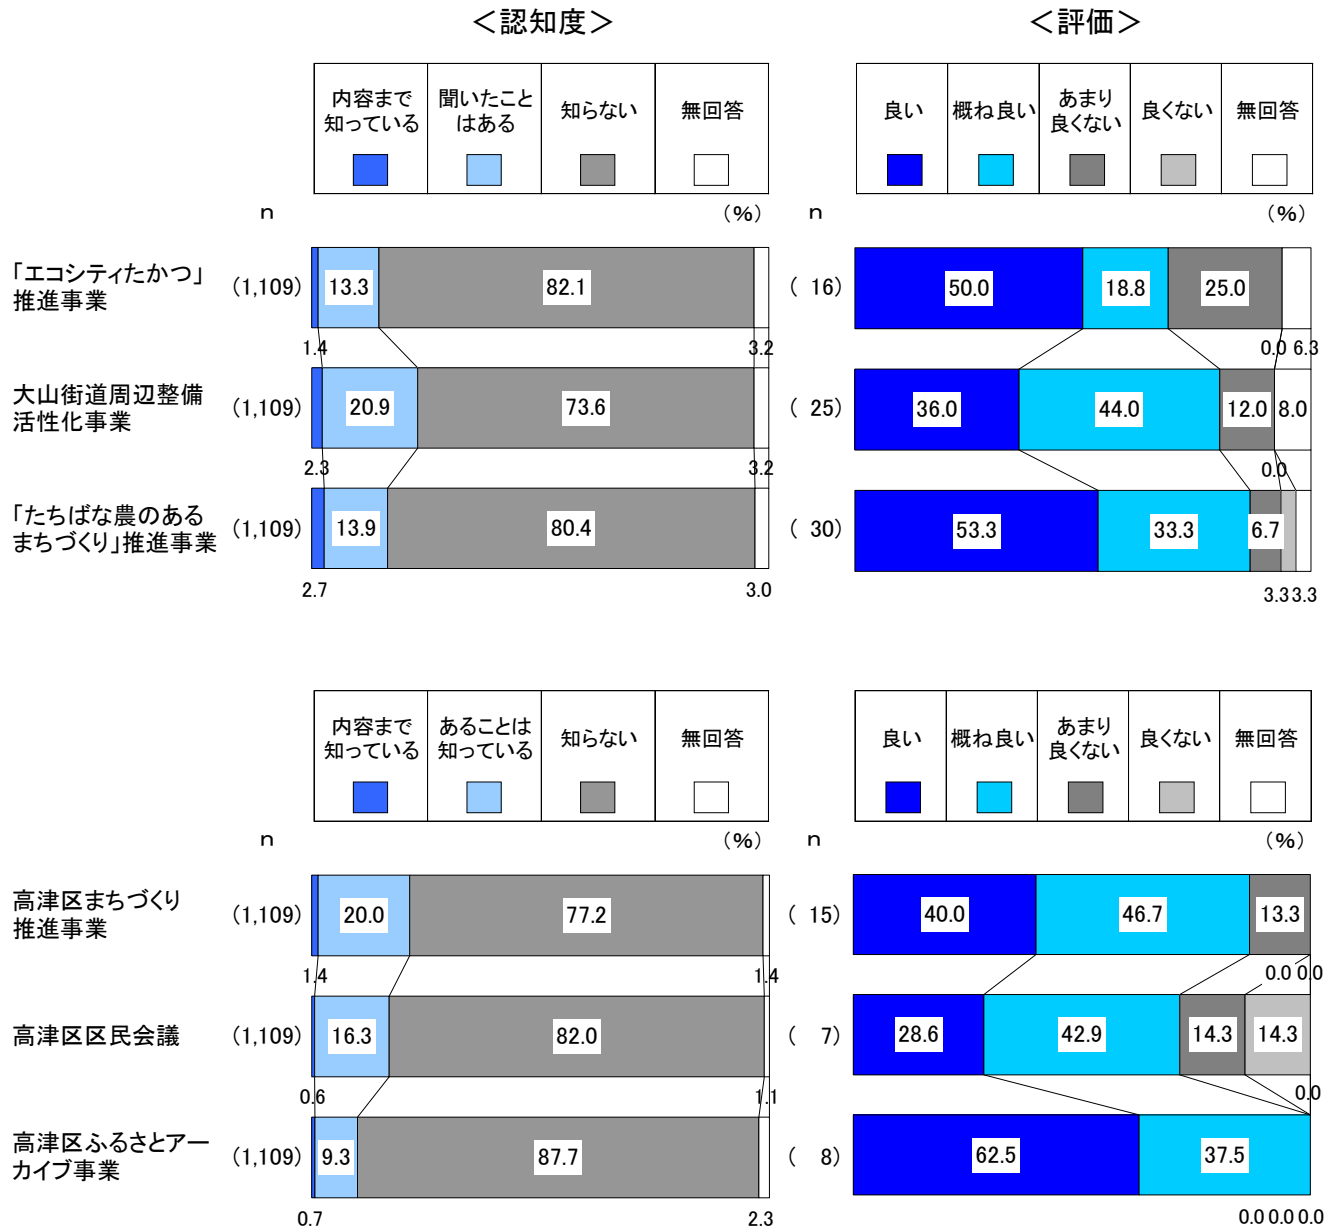 ＜認知度＞
＜評価＞
内容まで
知っている
聞いたこと
はある
知らない
無回答
良い
概ね良い
あまり
良くない
良くない
無回答
n
(%)
n
(%)
「エコシティたかつ」
推進事業
(1,109)
13.3
82.1
1.4
3.2
( 16)
50.0
18.8
25.0
0.0
6.3
大山街道周辺整備
活性化事業
(1,109)
20.9
73.6
2.3
3.2
( 25)
36.0
44.0
12.0
8.0
0.0
「たちばな農のある
まちづくり」推進事業
(1,109)
13.9
80.4
2.7
3.0
( 30)
53.3
33.3
6.7
3.3
3.3
内容まで
知っている
あることは
知っている
知らない
無回答
良い
概ね良い
あまり
良くない
良くない
無回答
n
(%)
n
(%)
高津区まちづくり
推進事業
(1,109)
20.0
77.2
1.4
1.4
( 15)
40.0
46.7
13.3
0.0
0.0
高津区区民会議
(1,109)
16.3
82.0
0.6
1.1
( 7)
28.6
42.9
14.3
14.3
0.0
高津区ふるさとアー
カイブ事業
(1,109)
9.3
87.7
0.7
2.3
( 8)
62.5
37.5
0.0
0.0
0.0